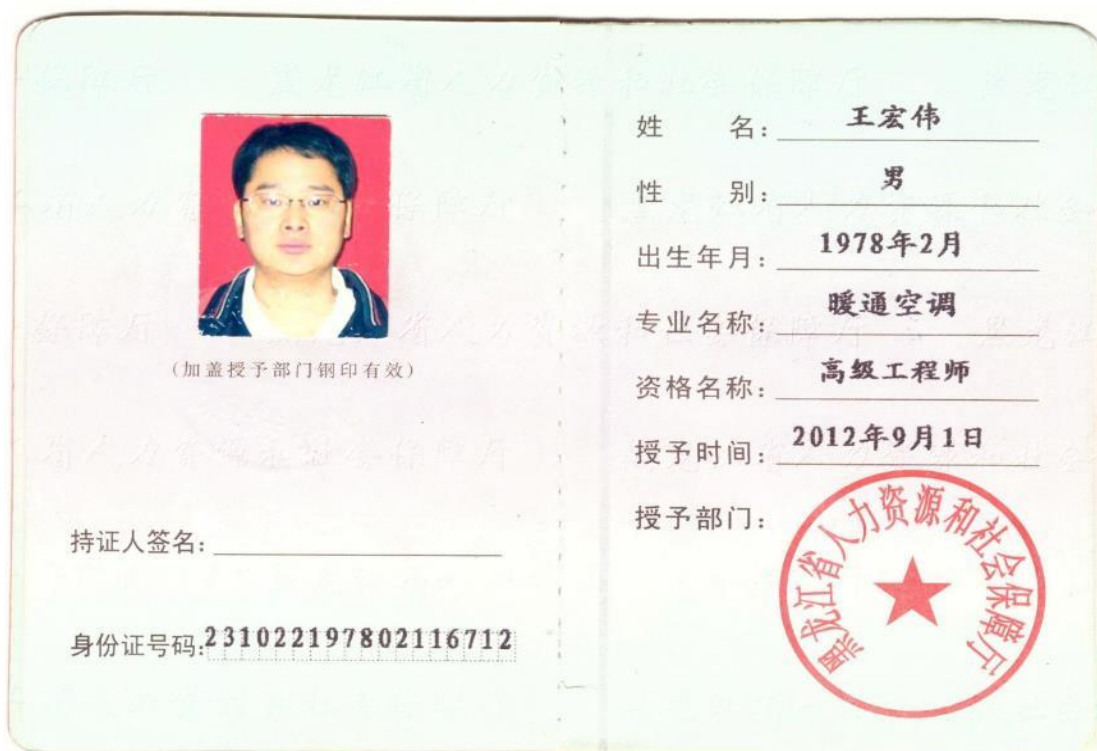 (加盖授予部门钢印有效)
持证人签名:
身份证号码:231022197802116712
姓 名: 王宏伟
性 别: 男
出生年月: 1978年2月
专业名称: 暖通空调
资格名称: 高级工程师
授予时间: 2012年9月1日
授予部门:
黑龙江省人力资源和社会保障厅